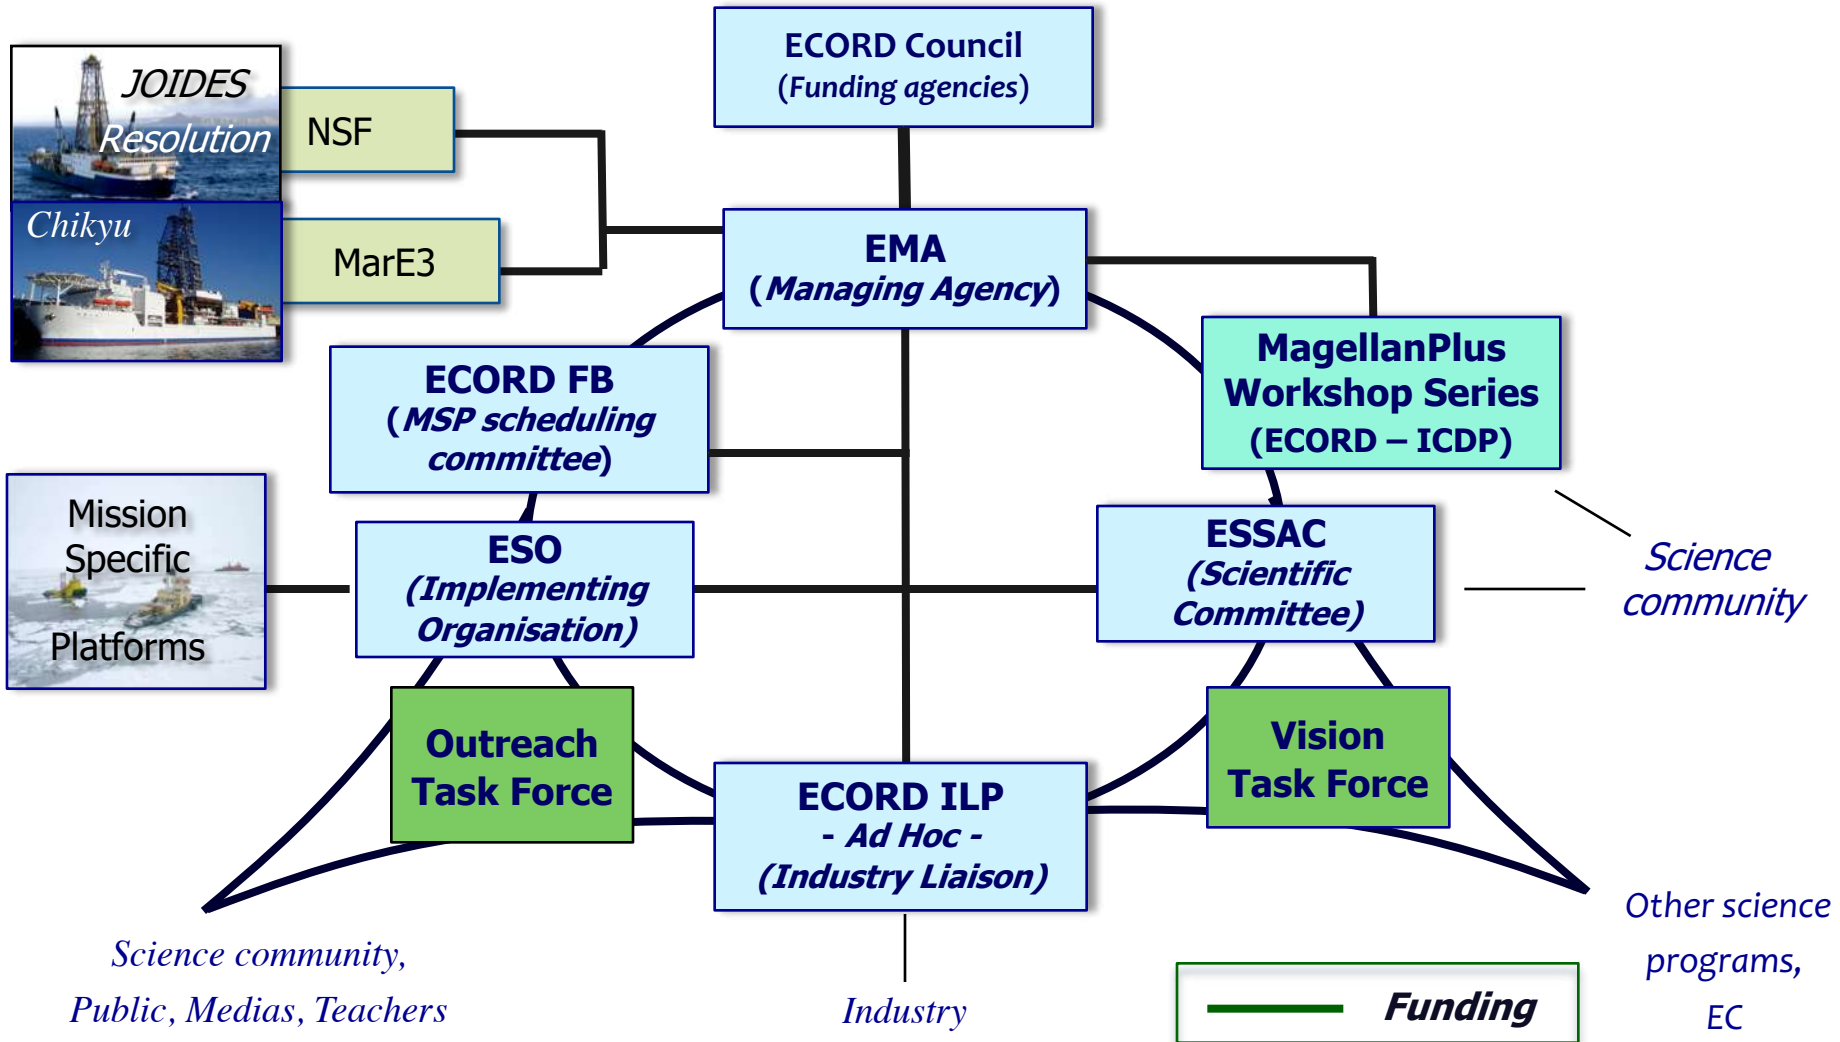 ECORD Council
(Funding agencies)
JOIDES
Resolution
NSF
Chikyu
MarE3
EMA
(Managing Agency)
ECORD FB
(MSP scheduling
committee)
MagellanPlus
Workshop Series
(ECORD – ICDP)
Mission
Specific
Platforms
ESO
(Implementing
Organisation)
ESSAC
(Scientific
Committee)
Science
community
Outreach
Task Force
Vision
Task Force
ECORD ILP
- Ad Hoc -
(Industry Liaison)
Science community,
Public, Medias, Teachers
Industry
Funding
Other science
programs,
EC